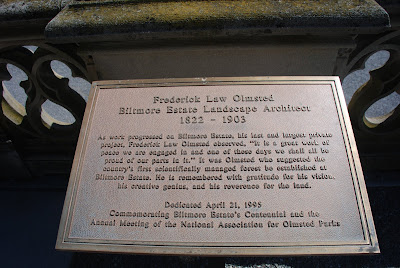 Frederick Law Olmsted
Biltmore Estate Landscape Architect
1822 - 1903
As work progressed on Biltmore Estate, his last and largest private
project, Frederick Law Olmsted observed, "It is a great work of
peace we are engaged in and one of these days we shall all be
proud of our parts in it." It was Olmsted who suggested the
country's first scientifically managed forest be established at
Biltmore Estate. He is remembered with gratitude for his vision,
his creative genius, and his reverence for the land.
Dedicated April 21, 1995
Commemorating Biltmore Estate's Centennial and the
Annual Meeting of the National Association for Olmsted Parks